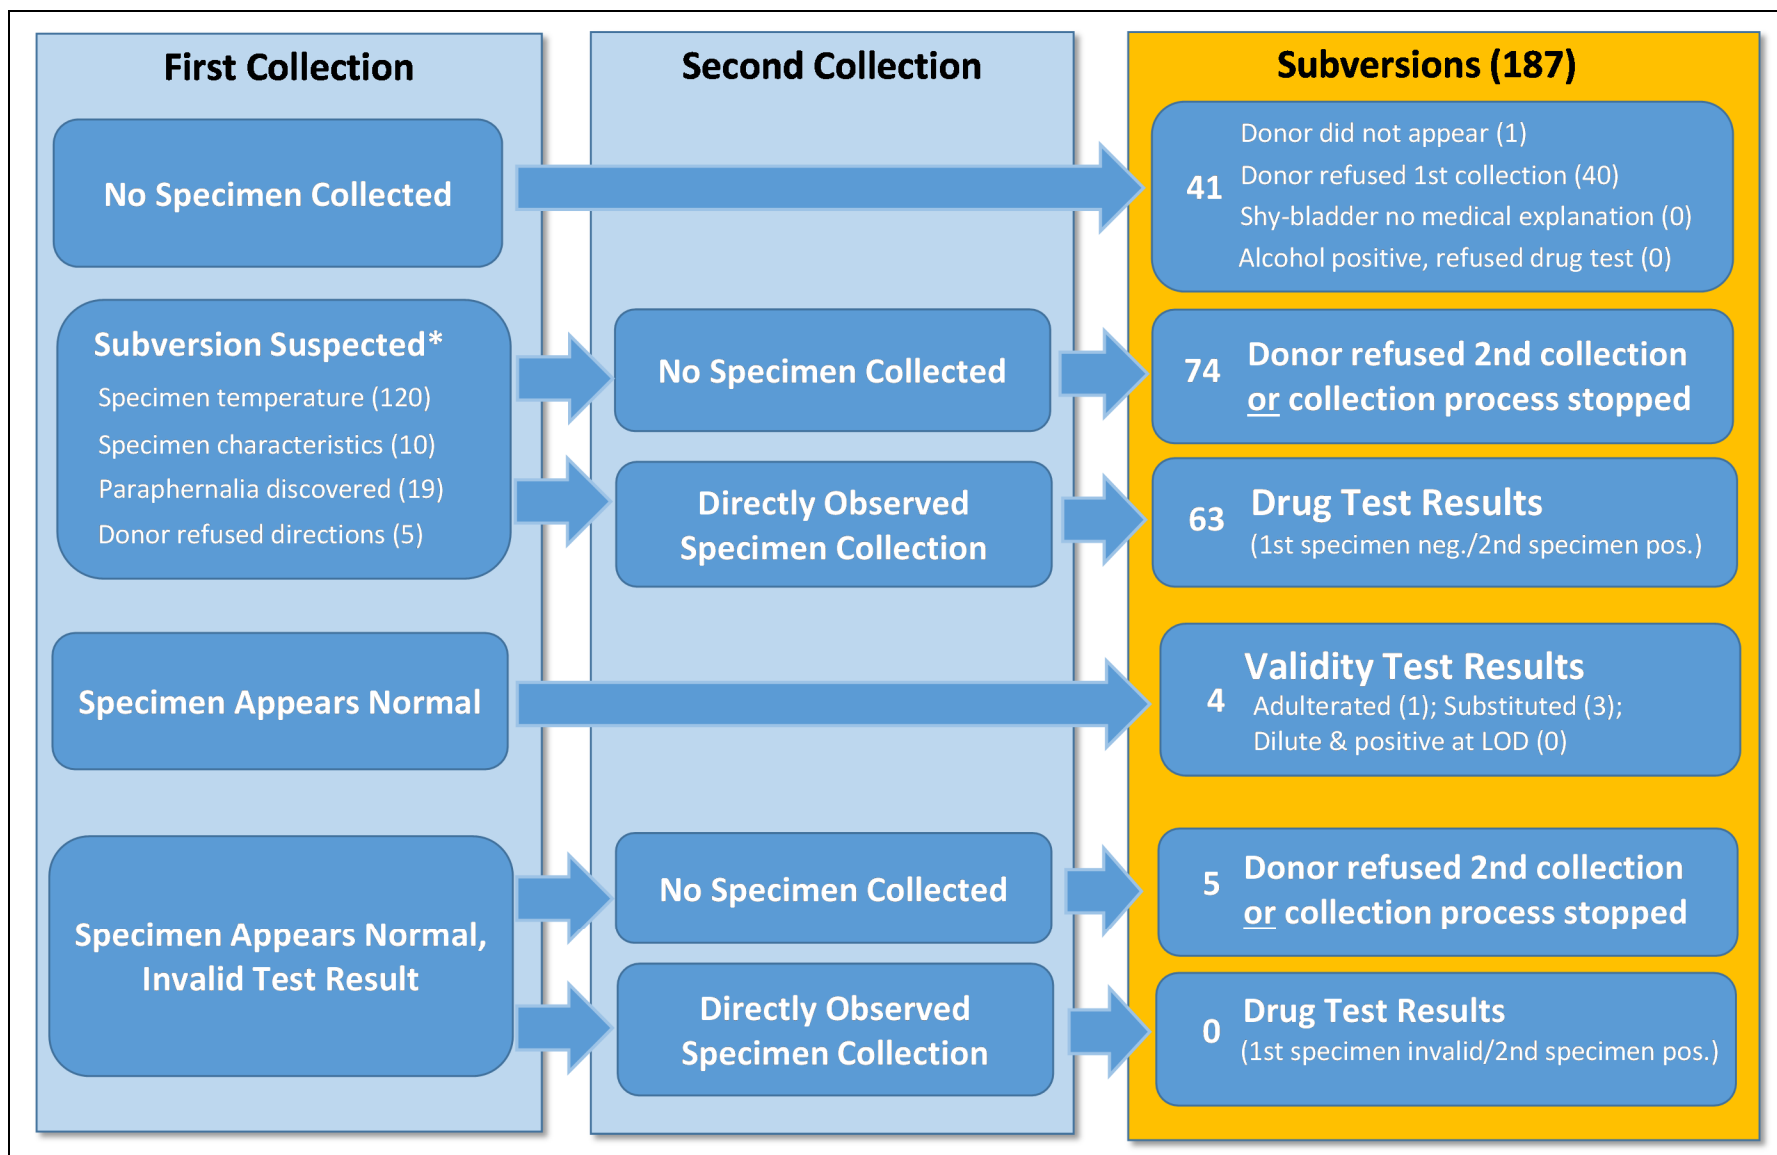 First Collection
Second Collection
Subversions (187)
No Specimen Collected
41
Donor did not appear (1)
Donor refused 1st collection (40)
Shy-bladder no medical explanation (0)
Alcohol positive, refused drug test (0)
Subversion Suspected*
Specimen temperature (120)
Specimen characteristics (10)
Paraphernalia discovered (19)
Donor refused directions (5)
No Specimen Collected
74
Donor refused 2nd collection
or collection process stopped
Directly Observed
Specimen Collection
63
Drug Test Results
(1st specimen neg./2nd specimen pos.)
Specimen Appears Normal
4
Validity Test Results
Adulterated (1); Substituted (3);
Dilute & positive at LOD (0)
Specimen Appears Normal,
Invalid Test Result
No Specimen Collected
5
Donor refused 2nd collection
or collection process stopped
Directly Observed
Specimen Collection
0
Drug Test Results
(1st specimen invalid/2nd specimen pos.)